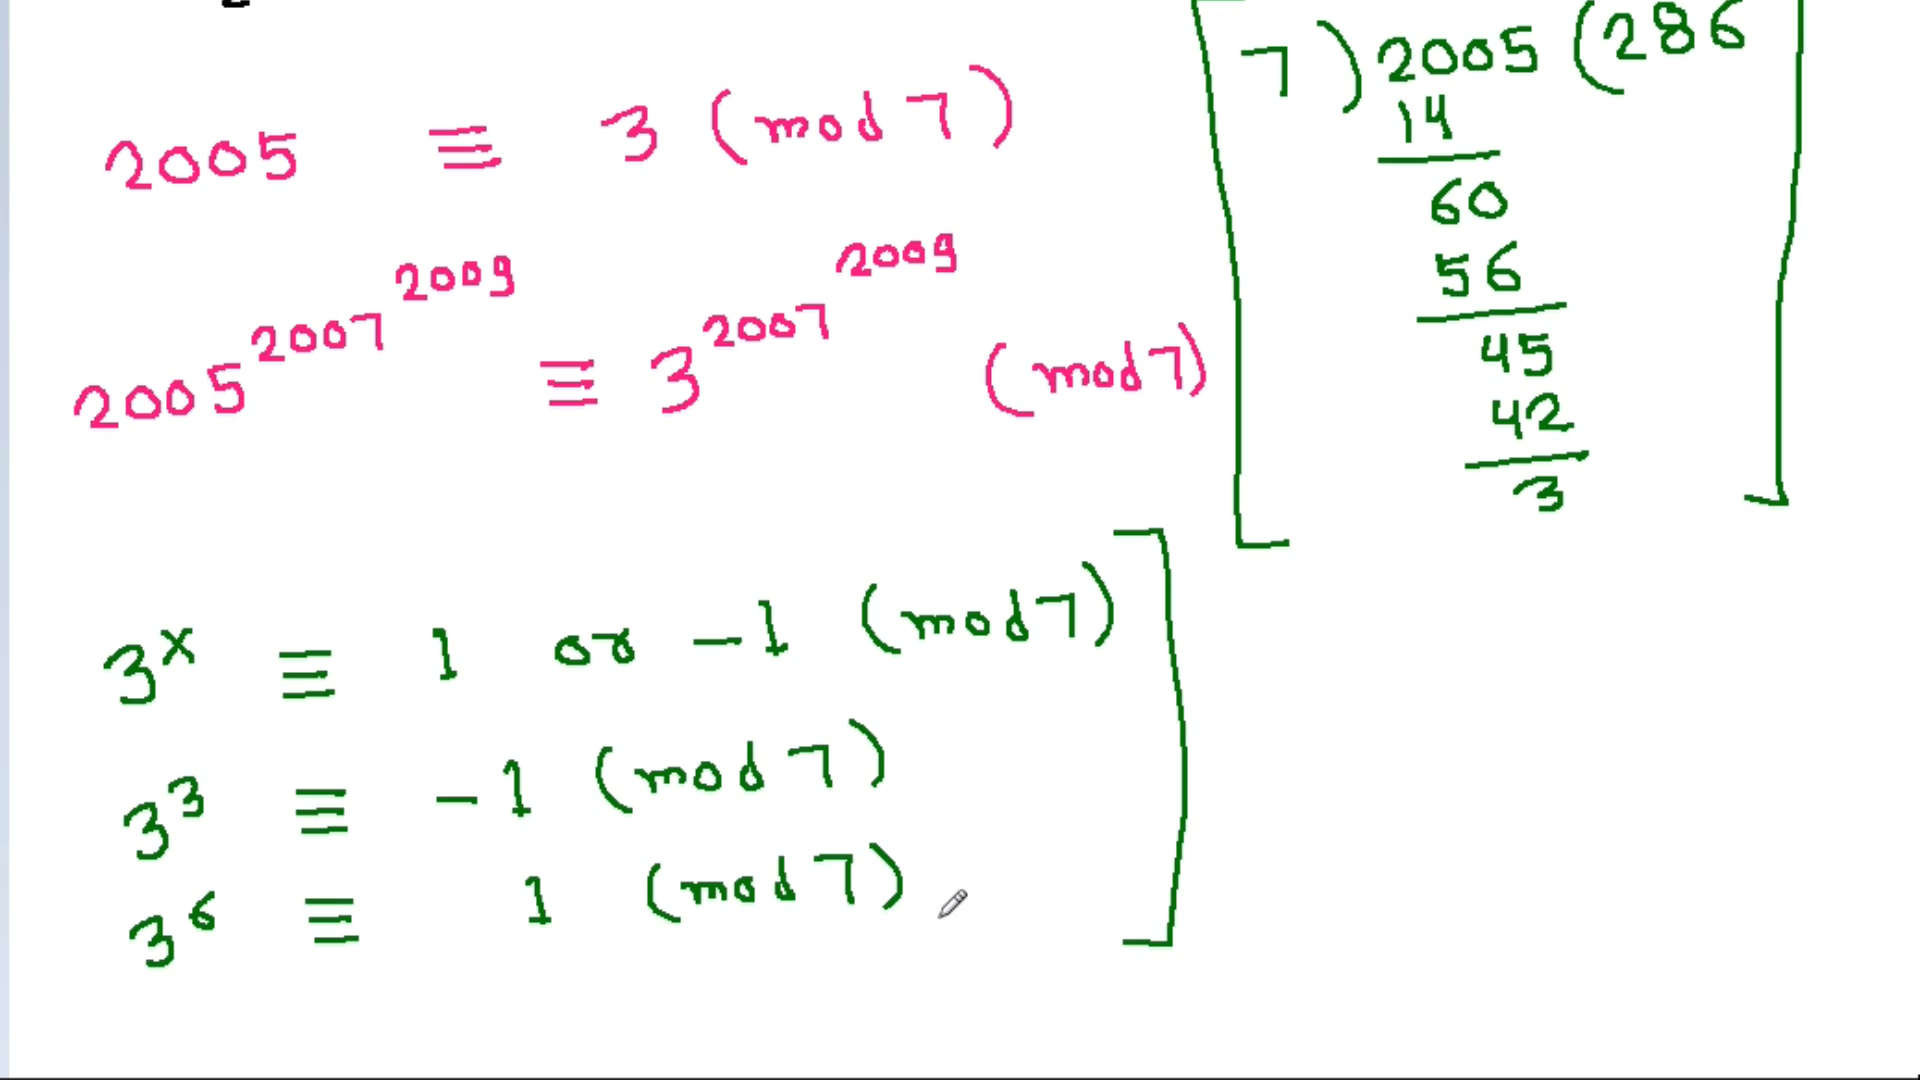 2005 ≡ 3 (mod 7)
2005^2007^2009 ≡ 3^2007^2009 (mod 7)
7 ) 2005 ( 286
14
60
56
45
42
3
3^x ≡ 1 or -1 (mod 7)
3^3 ≡ -1 (mod 7)
3^6 ≡ 1 (mod 7)